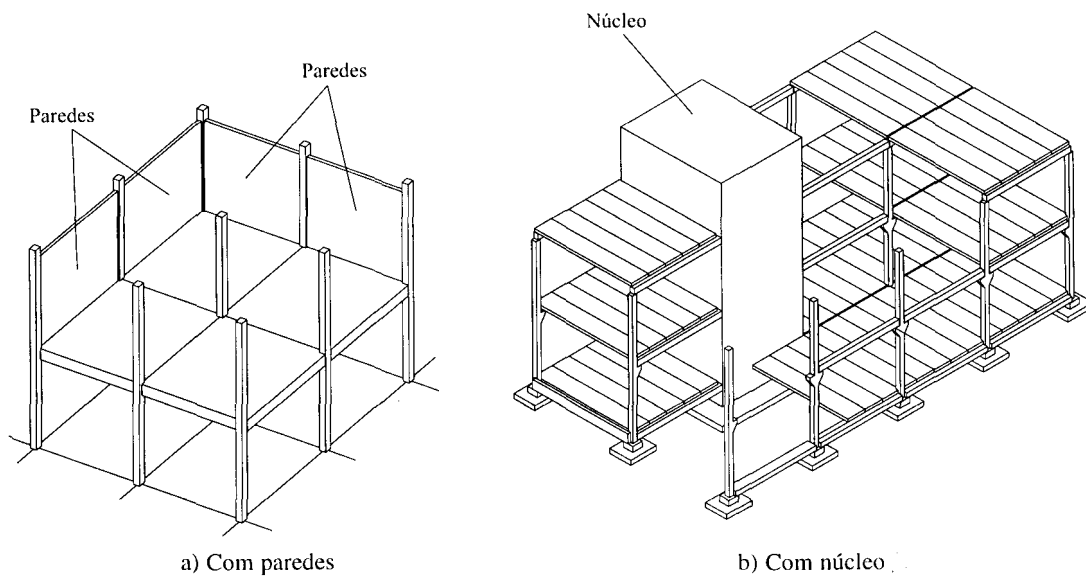 Núcleo
Paredes
Paredes
a) Com paredes
b) Com núcleo